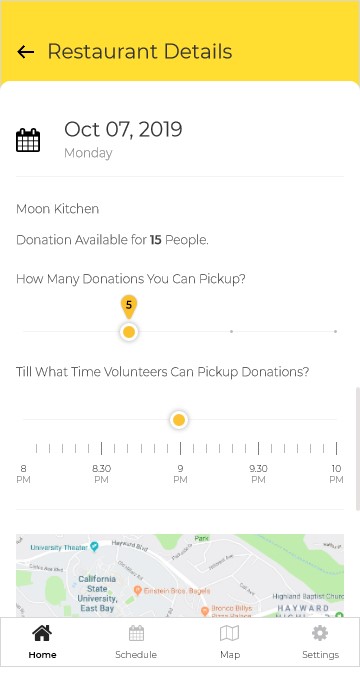 Restaurant Details
Oct 07, 2019
Monday
Moon Kitchen
Donation Available for 15 People.
How Many Donations You Can Pickup?
5
Till What Time Volunteers Can Pickup Donations?
8 8.30 9 9.30 10
PM PM PM PM PM
Park
Hayward Blvd
University Theater
California
State
University,
East Bay
Einstein Bros. Bagels
Bronco Billy's
Pizza Palace
Highland Blvd
Baptist Church
HAYWARD
Home Schedule Map Settings